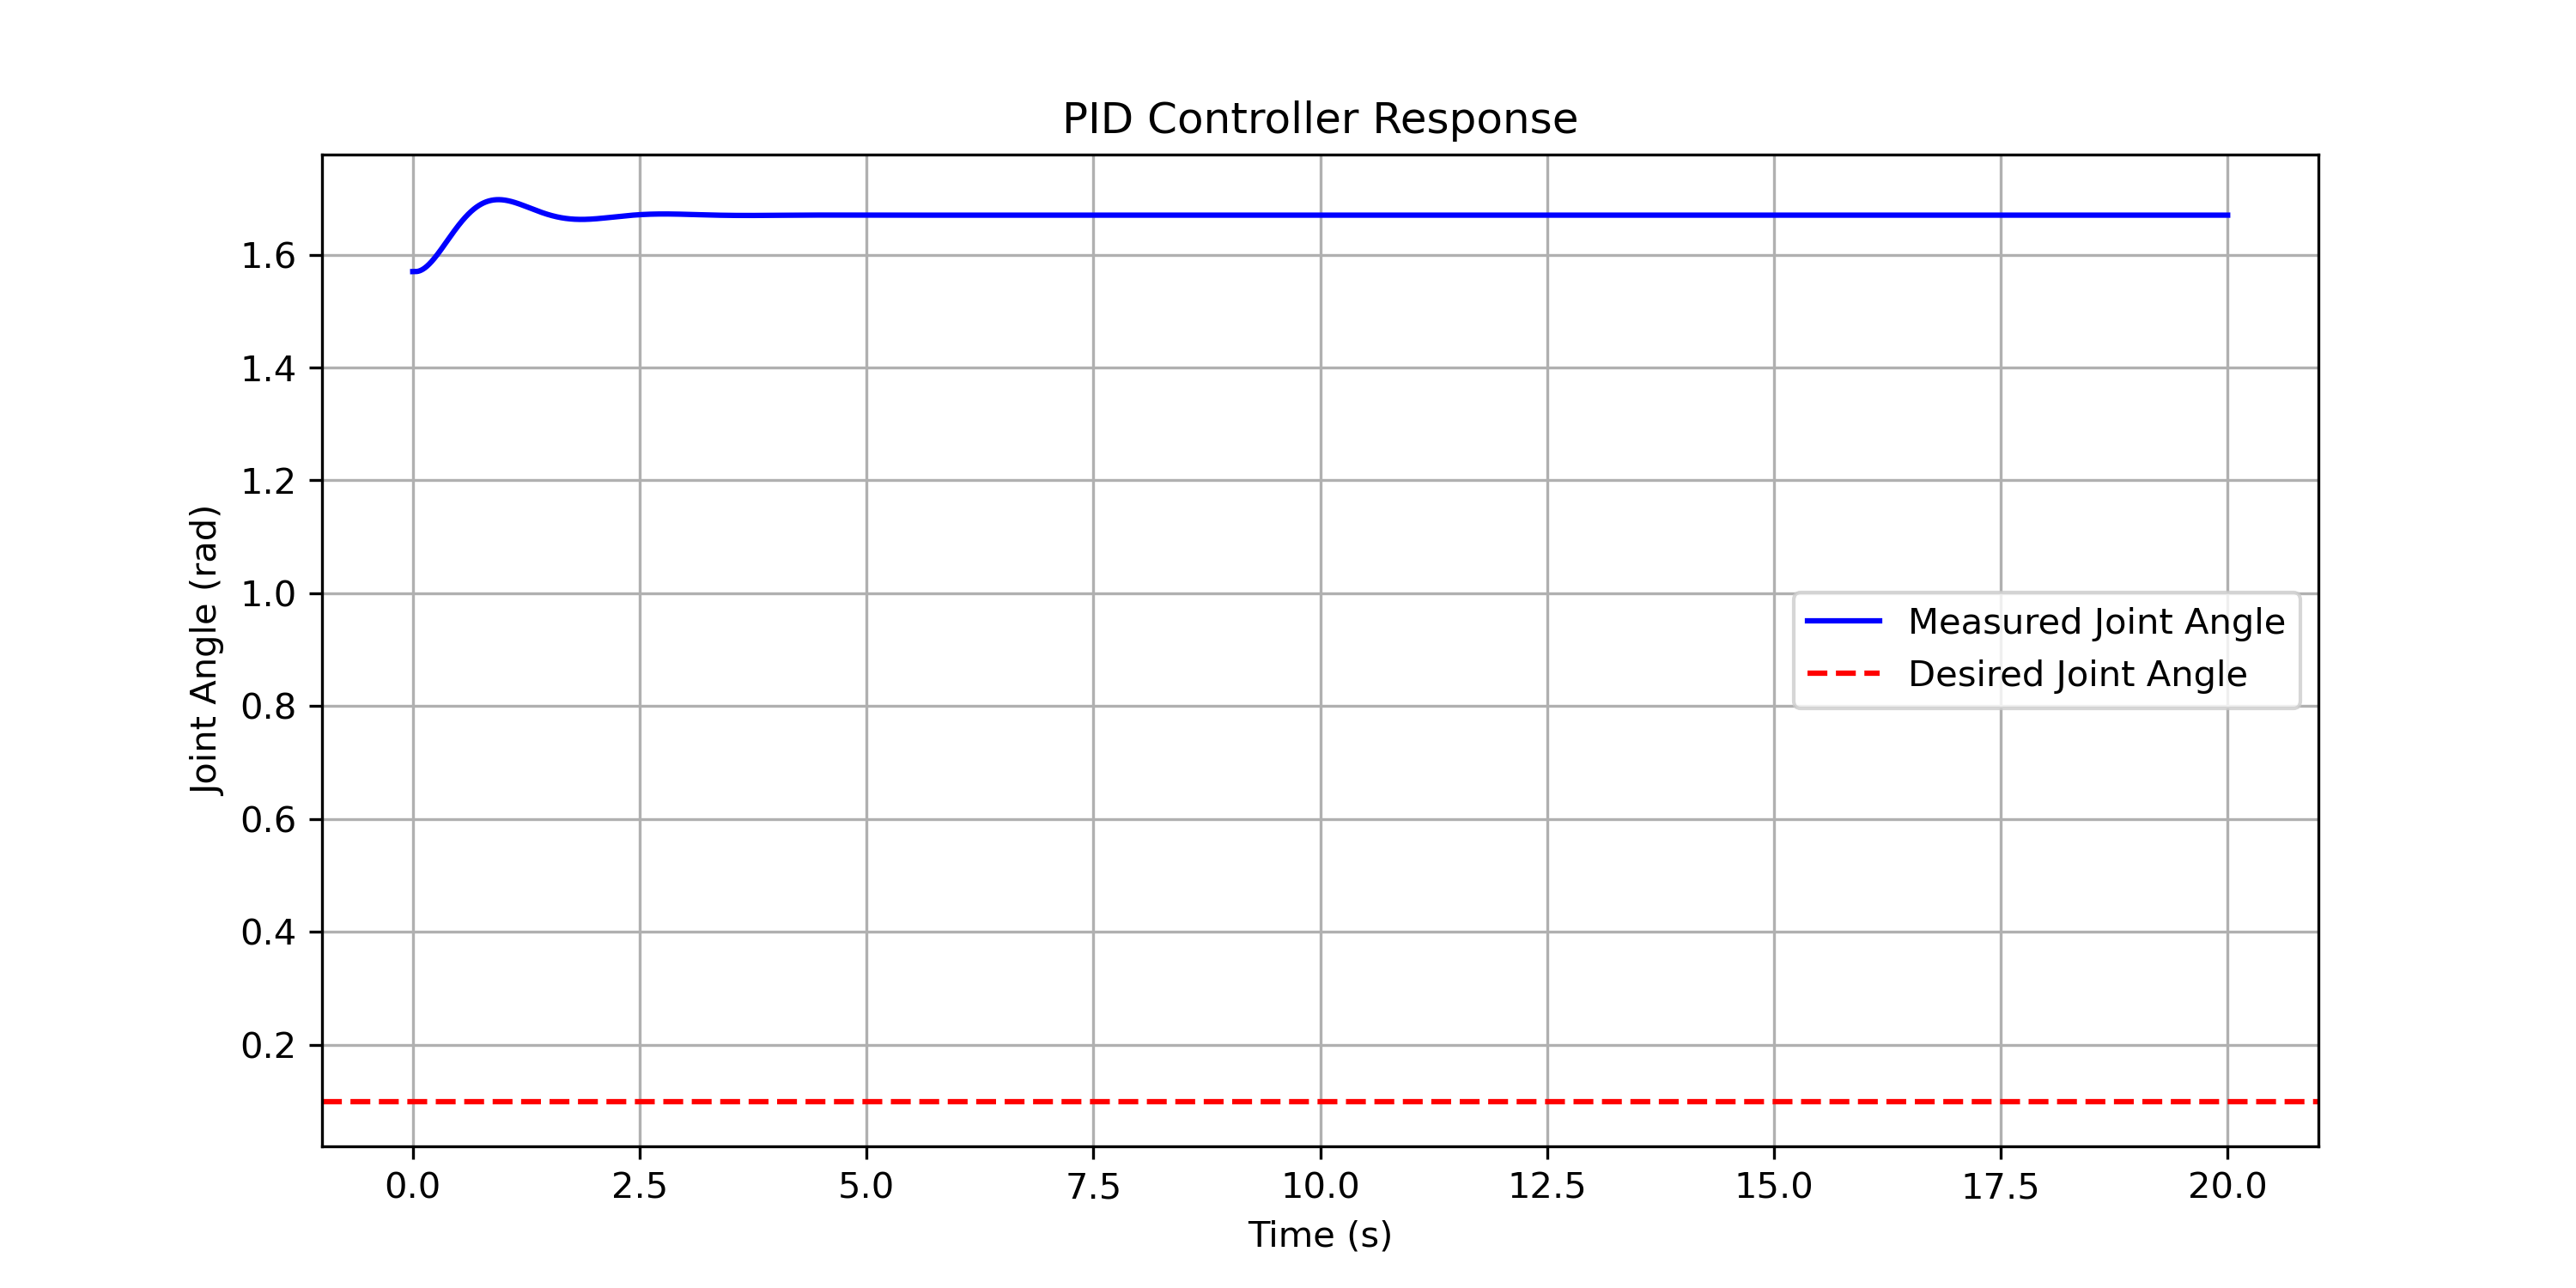 PID Controller Response
Joint Angle (rad)
1.6
1.4
1.2
1.0
0.8
0.6
0.4
0.2
Measured Joint Angle
Desired Joint Angle
0.0 2.5 5.0 7.5 10.0 12.5 15.0 17.5 20.0
Time (s)